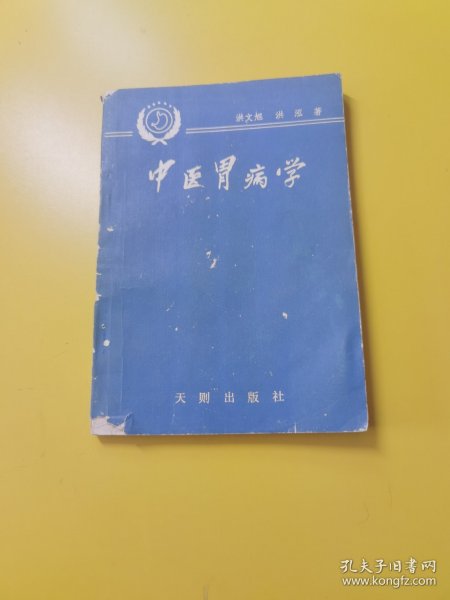 洪文旭 洪泓 著
中医胃病学
天则出版社
孔夫子旧书网
www.kongfz.com